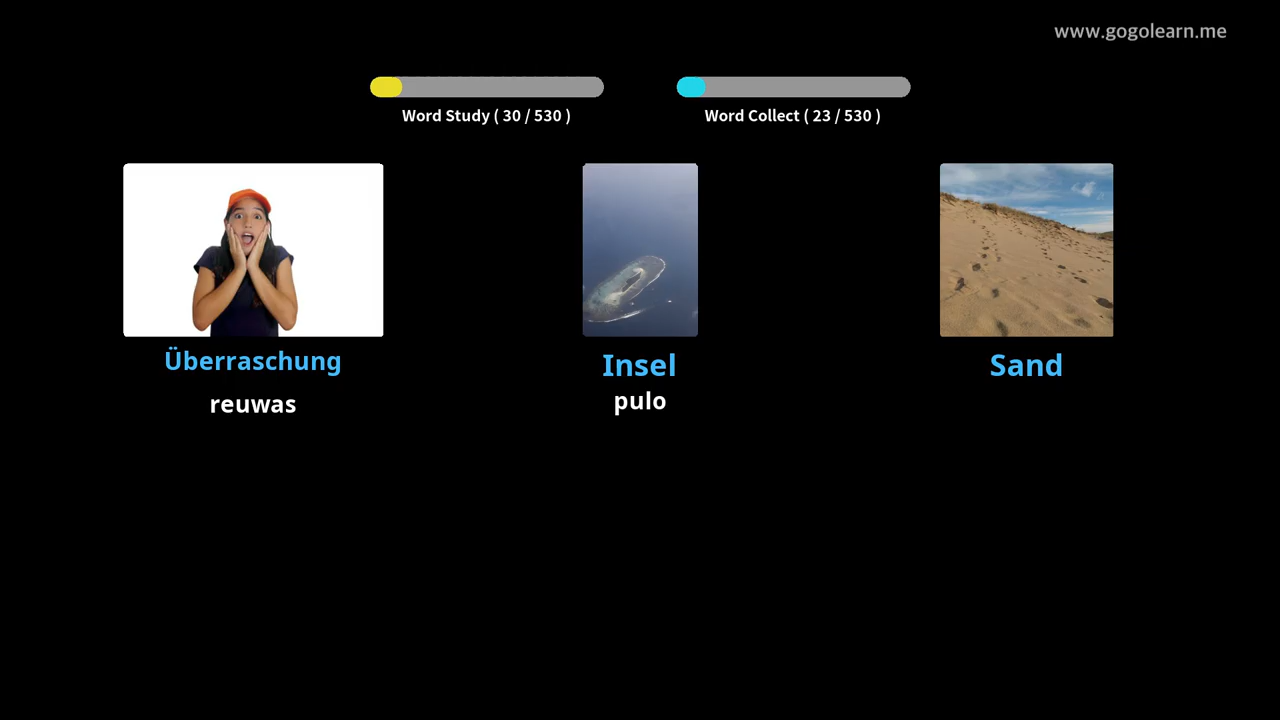 www.gogolearn.me
Word Study ( 30 / 530 )
Word Collect ( 23 / 530 )
Überraschung
reuwas
Insel
pulo
Sand